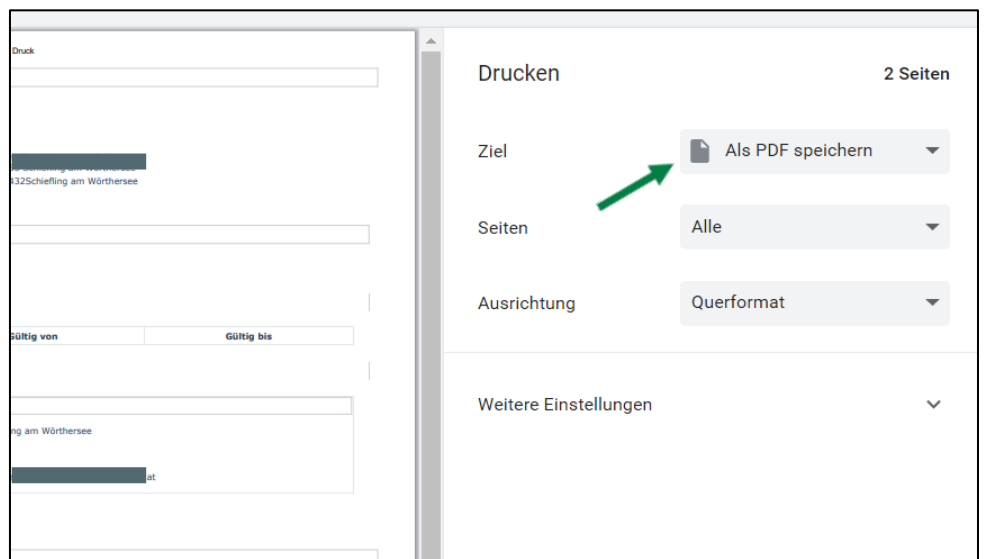 Druck
432Schiefling am Wörthersee
Gültig von Gültig bis
ng am Wörthersee
at
Drucken 2 Seiten
Ziel Als PDF speichern
Seiten Alle
Ausrichtung Querformat
Weitere Einstellungen